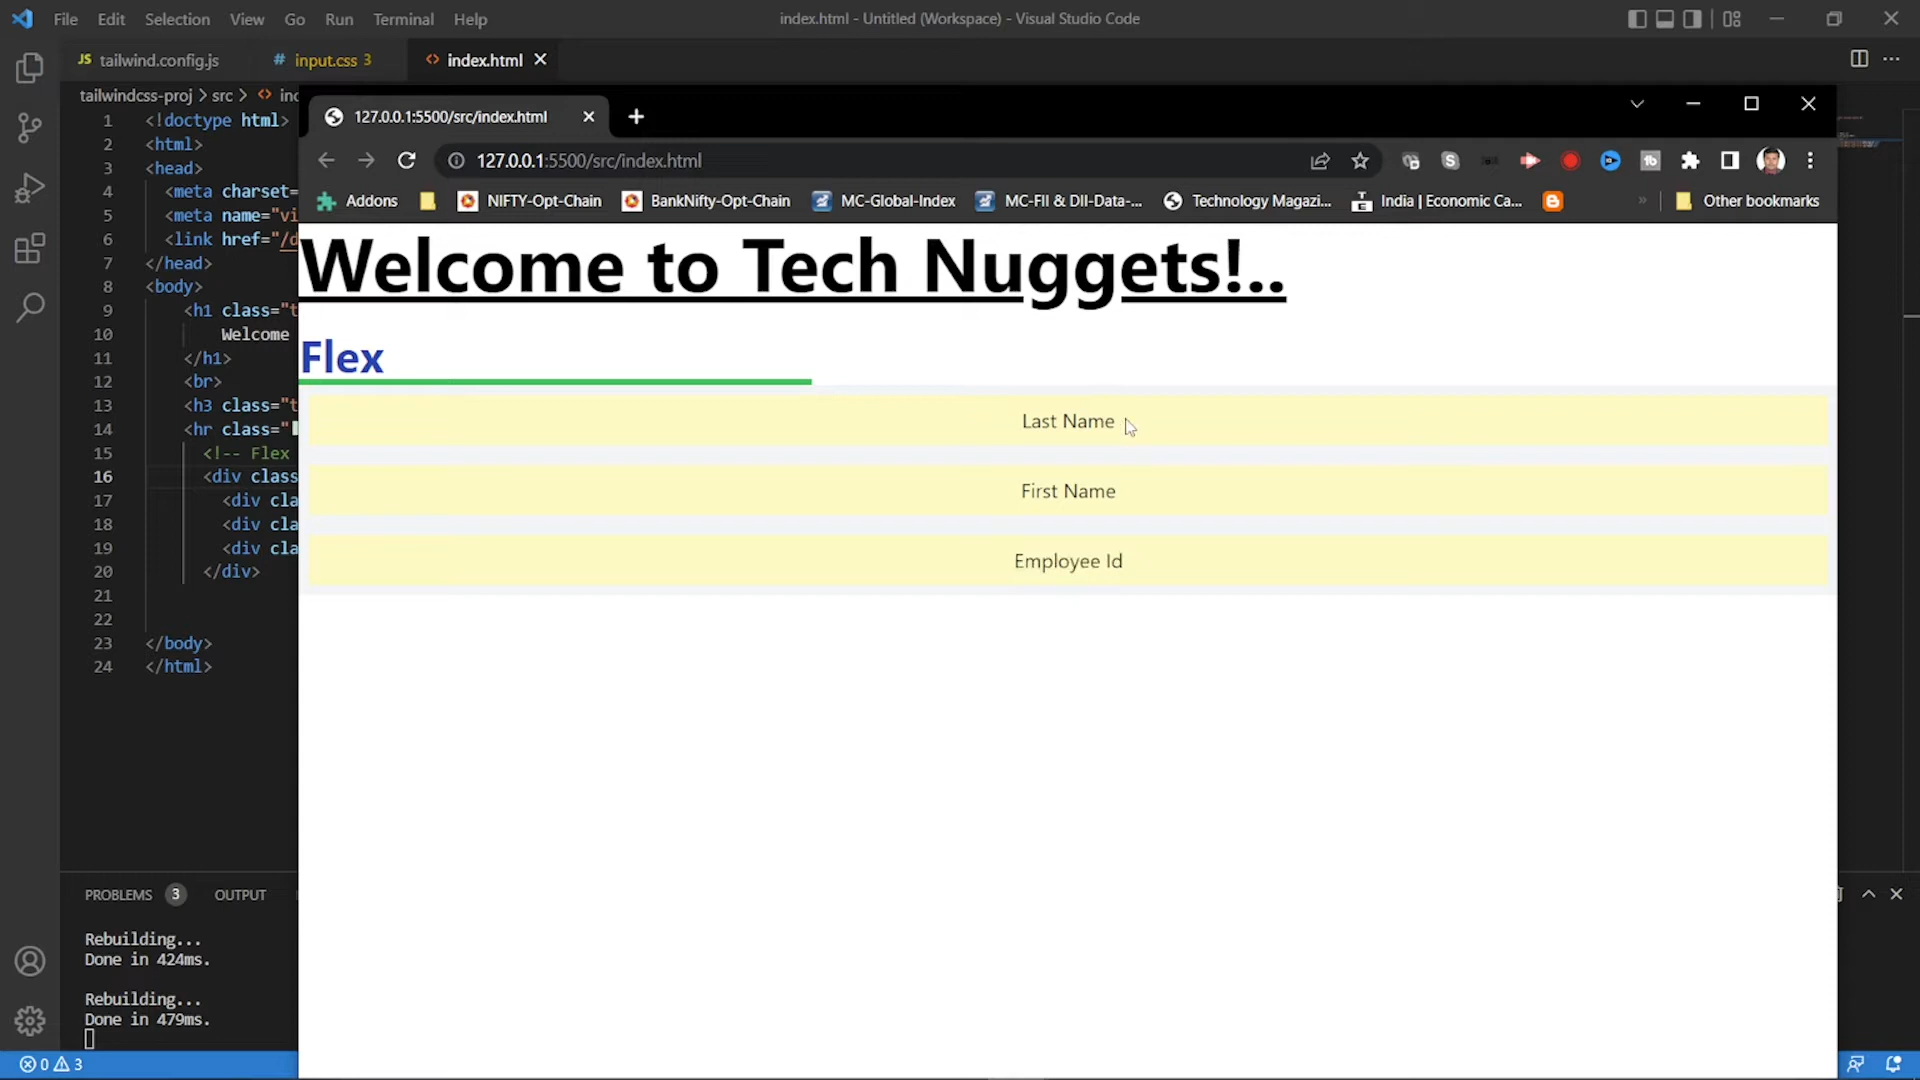 File Edit Selection View Go Run Terminal Help
index.html - Untitled (Workspace) - Visual Studio Code
JS tailwind.config.js # input.css 3 <> index.html
tailwindcss-proj > src > <> inc
127.0.0.1:5500/src/index.html
127.0.0.1:5500/src/index.html
Addons NIFTY-Opt-Chain BankNifty-Opt-Chain MC-Global-Index MC-FII & DII-Data-... Technology Magazi... India | Economic Ca... » Other bookmarks
1 <!doctype html>
2 <html>
3 <head>
4 <meta charset=
5 <meta name="vi
6 <link href="/d
7 </head>
8 <body>
9 <h1 class="t
10 Welcome
11 </h1>
12 <br>
13 <h3 class="t
14 <hr class="
15 <!-- Flex
16 <div class
17 <div cla
18 <div cla
19 <div cla
20 </div>
21
22
23 </body>
24 </html>
Welcome to Tech Nuggets!..
Flex
Last Name
First Name
Employee Id
PROBLEMS 3 OUTPUT
Rebuilding...
Done in 424ms.
Rebuilding...
Done in 479ms.
0 3